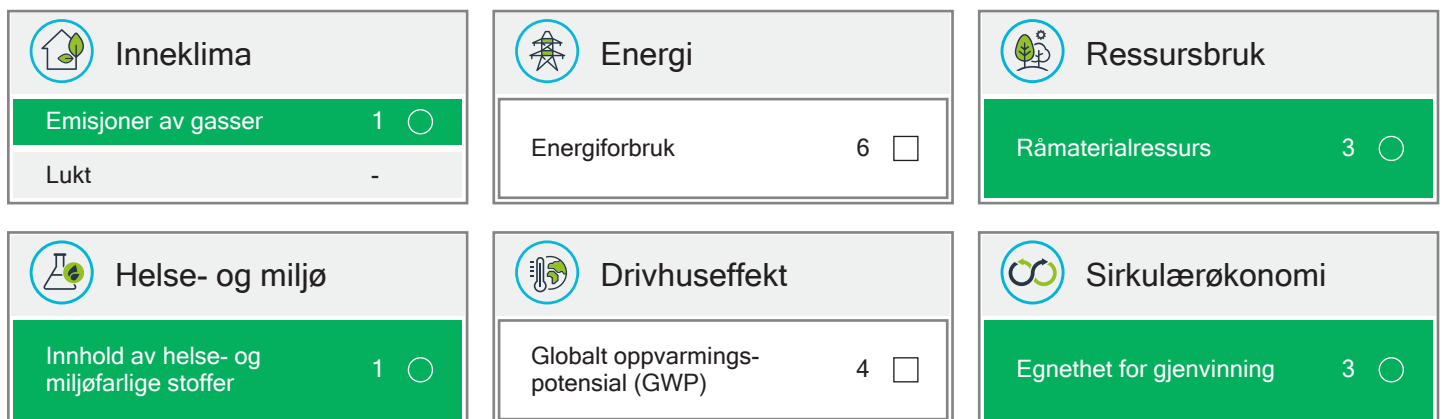 Inneklima
Emisjoner av gasser 1
Lukt -
Energi
Energiforbruk 6
Ressursbruk
Råmaterialressurs 3
Helse- og miljø
Innhold av helse- og
miljøfarlige stoffer 1
Drivhuseffekt
Globalt oppvarmings-
potensial (GWP) 4
Sirkulærøkonomi
Egnethet for gjenvinning 3